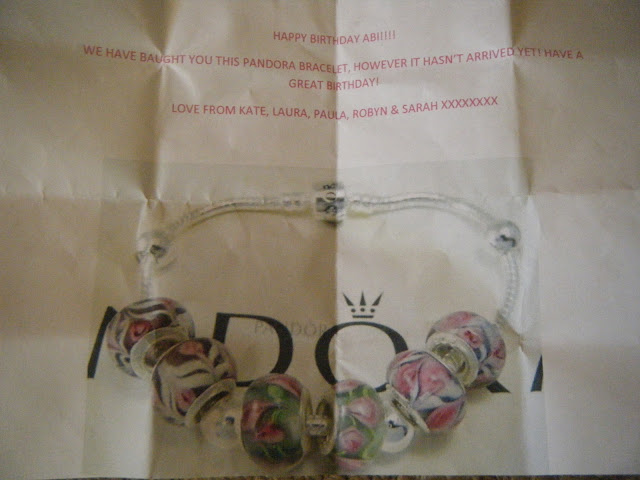 HAPPY BIRTHDAY ABI!!!!
WE HAVE BAUGHT YOU THIS PANDORA BRACELET, HOWEVER IT HASN'T ARRIVED YET! HAVE A
GREAT BIRTHDAY!
LOVE FROM KATE, LAURA, PAULA, ROBYN & SARAH XXXXXXXX
PANDORA